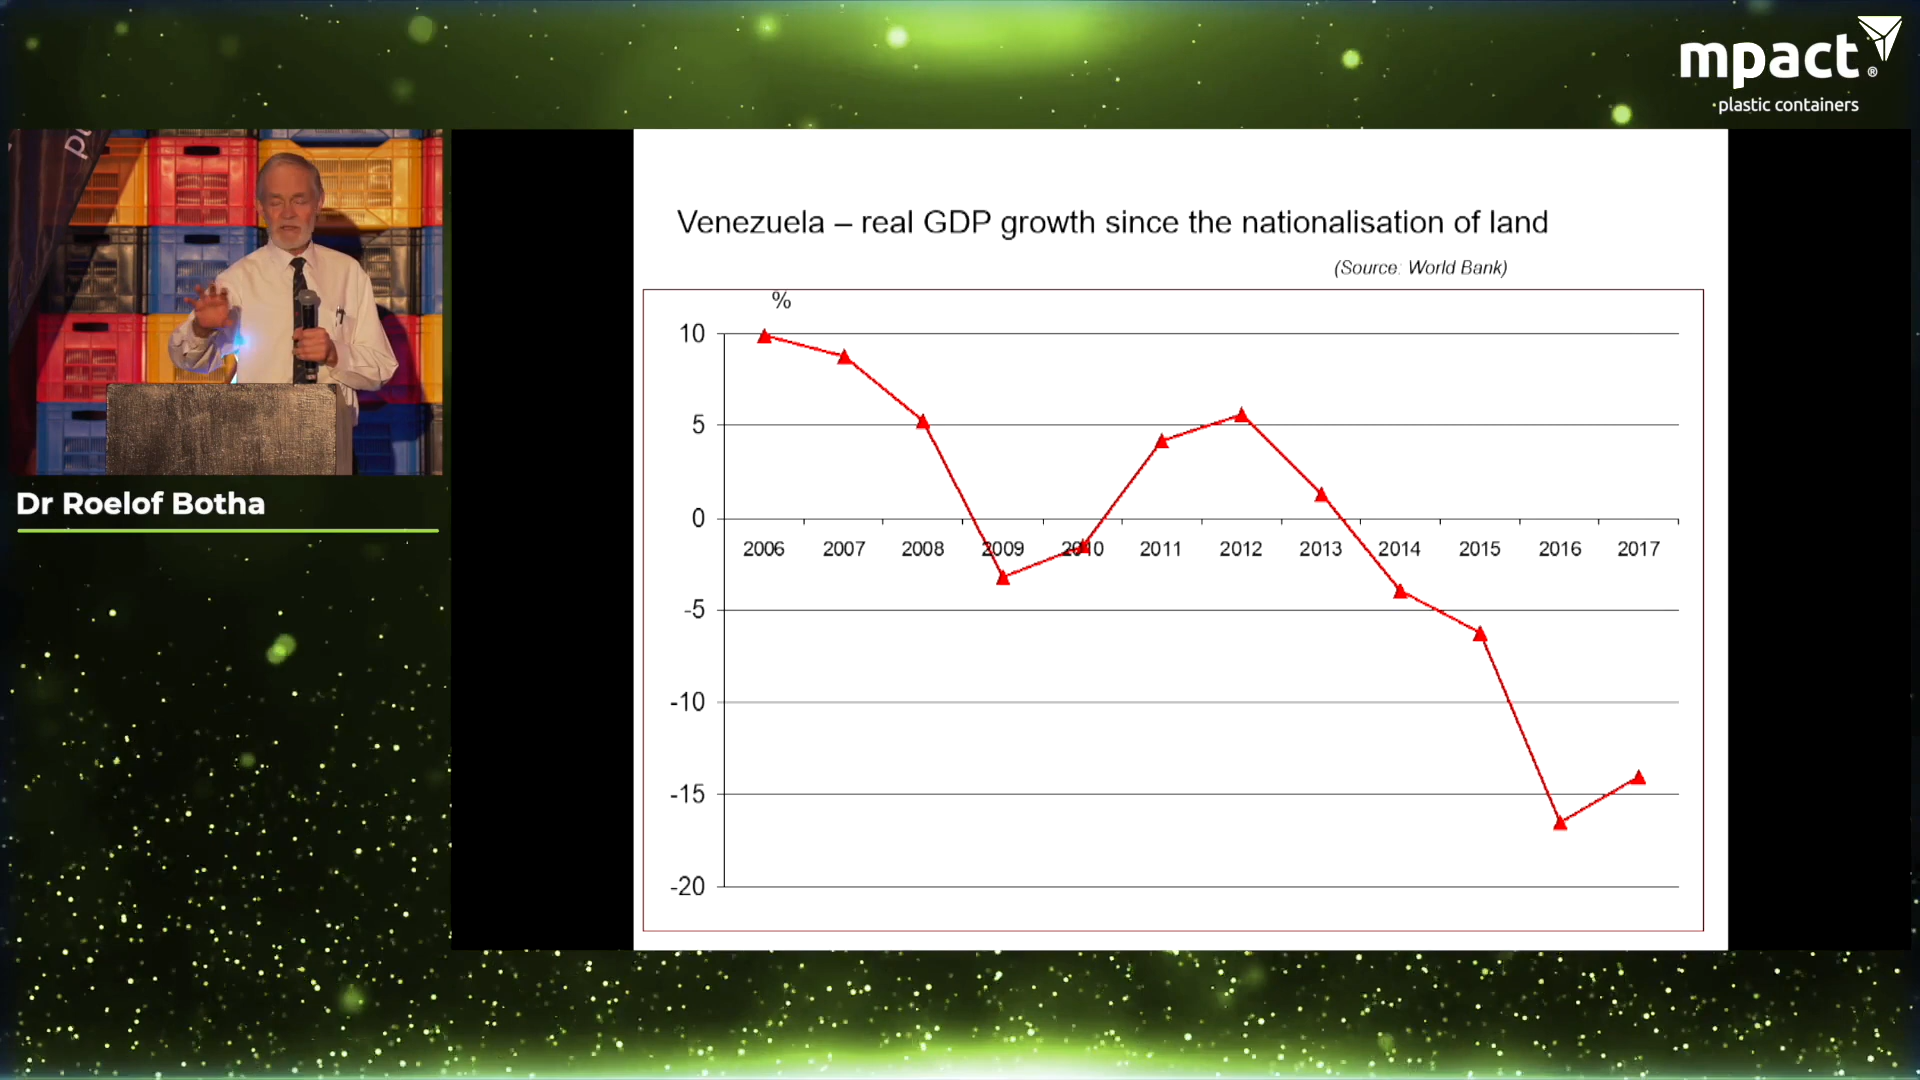 mpact®
plastic containers
Dr Roelof Botha
Venezuela – real GDP growth since the nationalisation of land
(Source: World Bank)
%
10
5
0
2006 2007 2008 2009 2010 2011 2012 2013 2014 2015 2016 2017
-5
-10
-15
-20